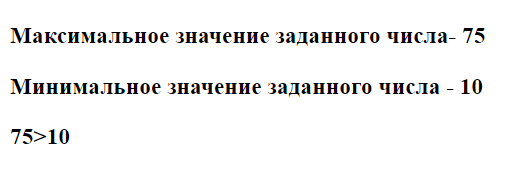 Максимальное значение заданного числа- 75
Минимальное значение заданного числа - 10
75>10